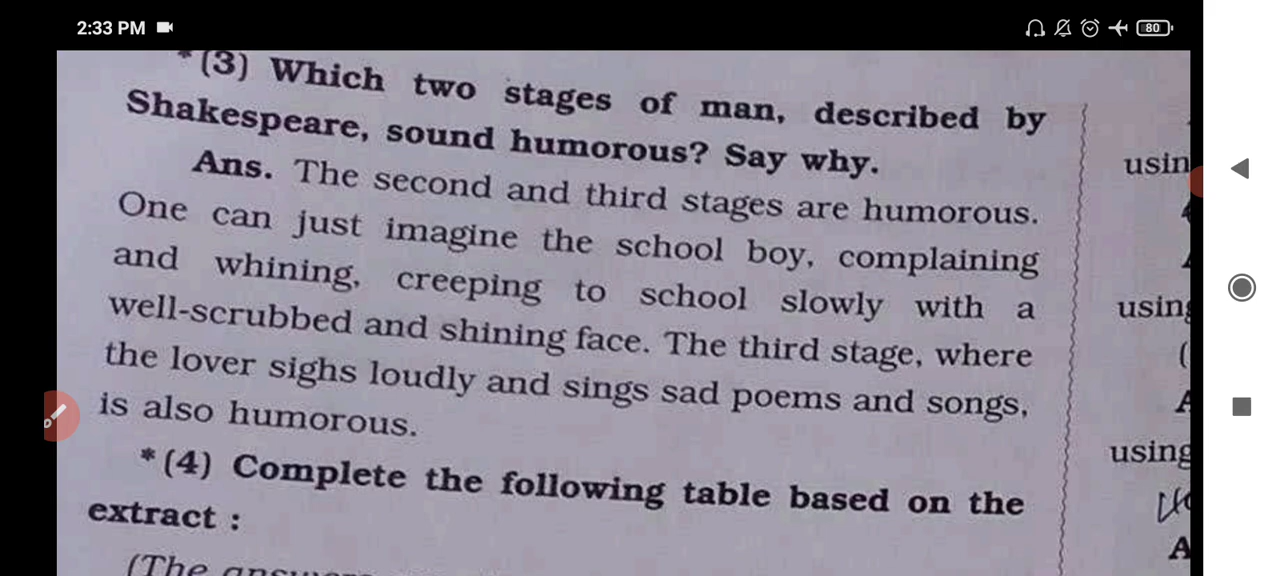 2:33 PM
80
*(3) Which two stages of man, described by
Shakespeare, sound humorous? Say why.
Ans. The second and third stages are humorous.
One can just imagine the school boy, complaining
and whining, creeping to school slowly with a
well-scrubbed and shining face. The third stage, where
the lover sighs loudly and sings sad poems and songs,
is also humorous.
*(4) Complete the following table based on the
extract :
(The
usin
using
(
A
using
A